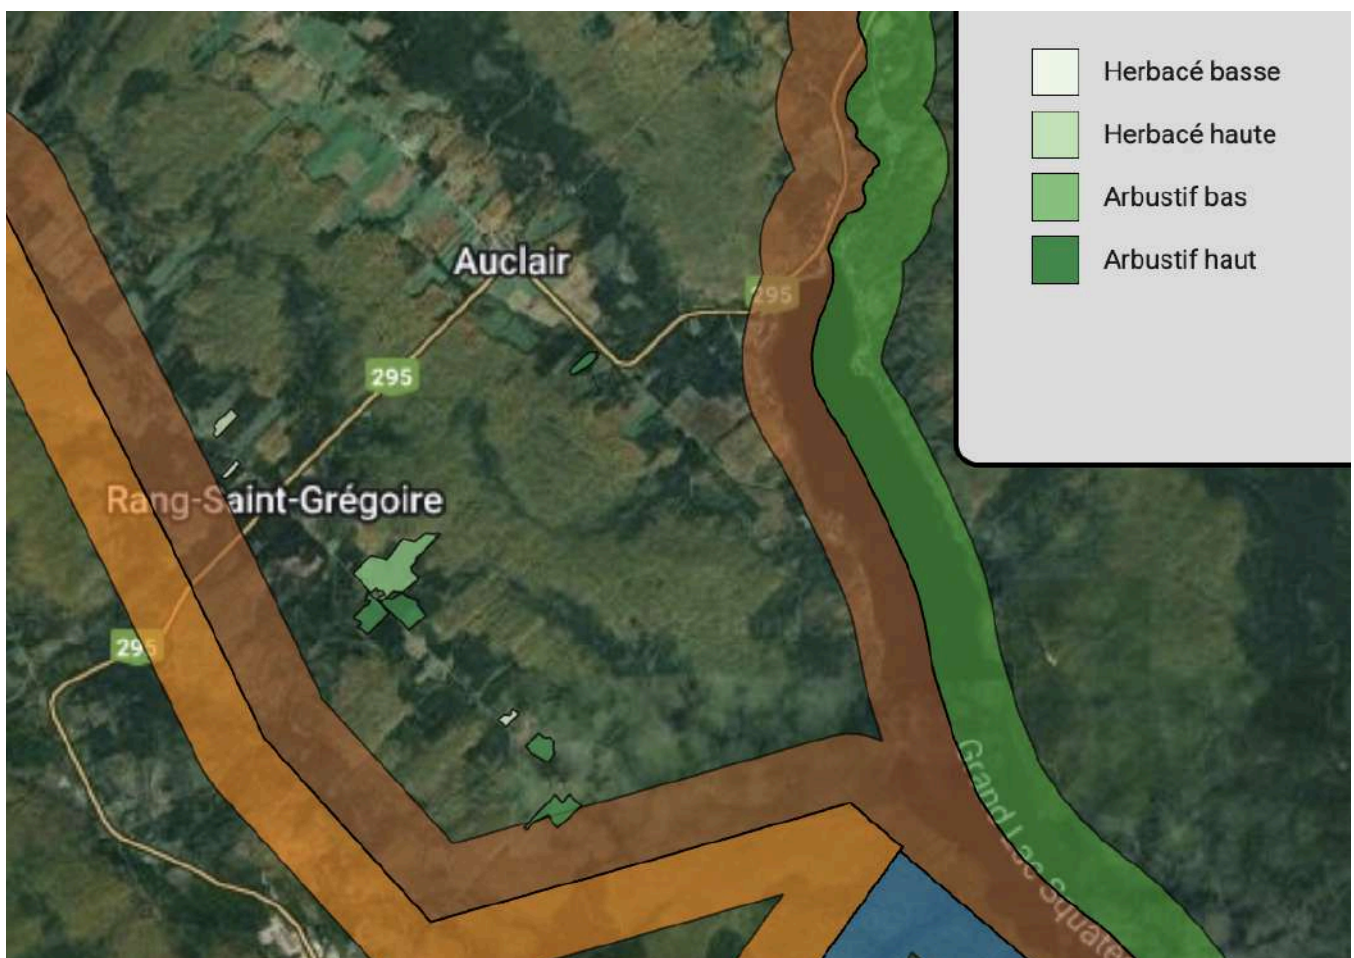 Herbacé basse
Herbacé haute
Arbustif bas
Arbustif haut
Auclair
295
295
Rang-Saint-Grégoire
295
Grand Lac Squatec